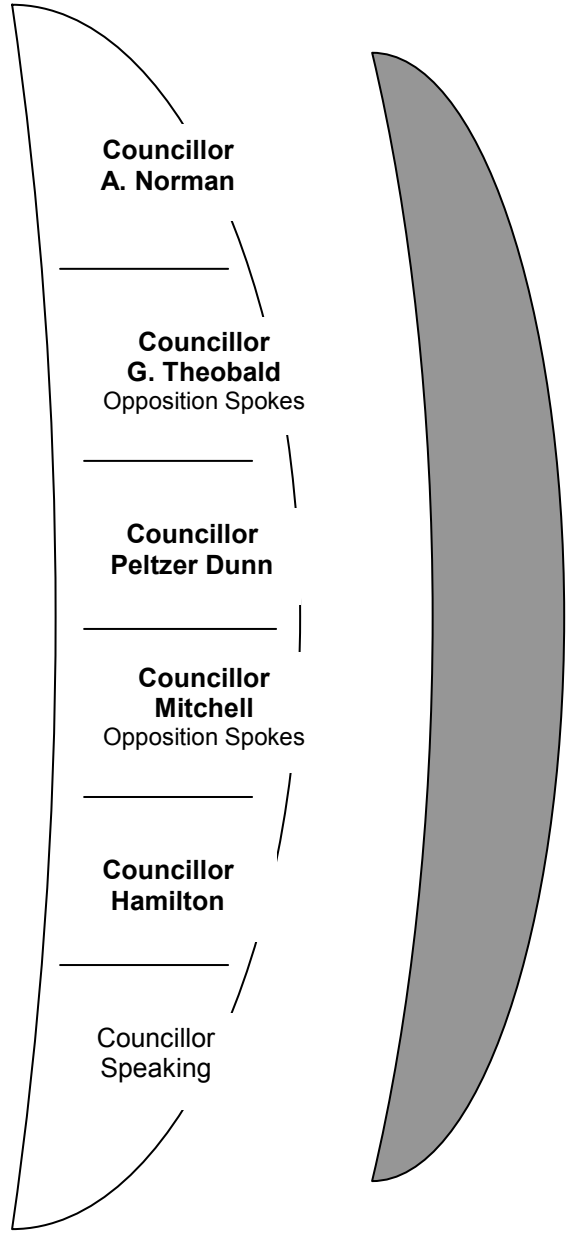 Councillor
A. Norman
Councillor
G. Theobald
Opposition Spokes
Councillor
Peltzer Dunn
Councillor
Mitchell
Opposition Spokes
Councillor
Hamilton
Councillor
Speaking